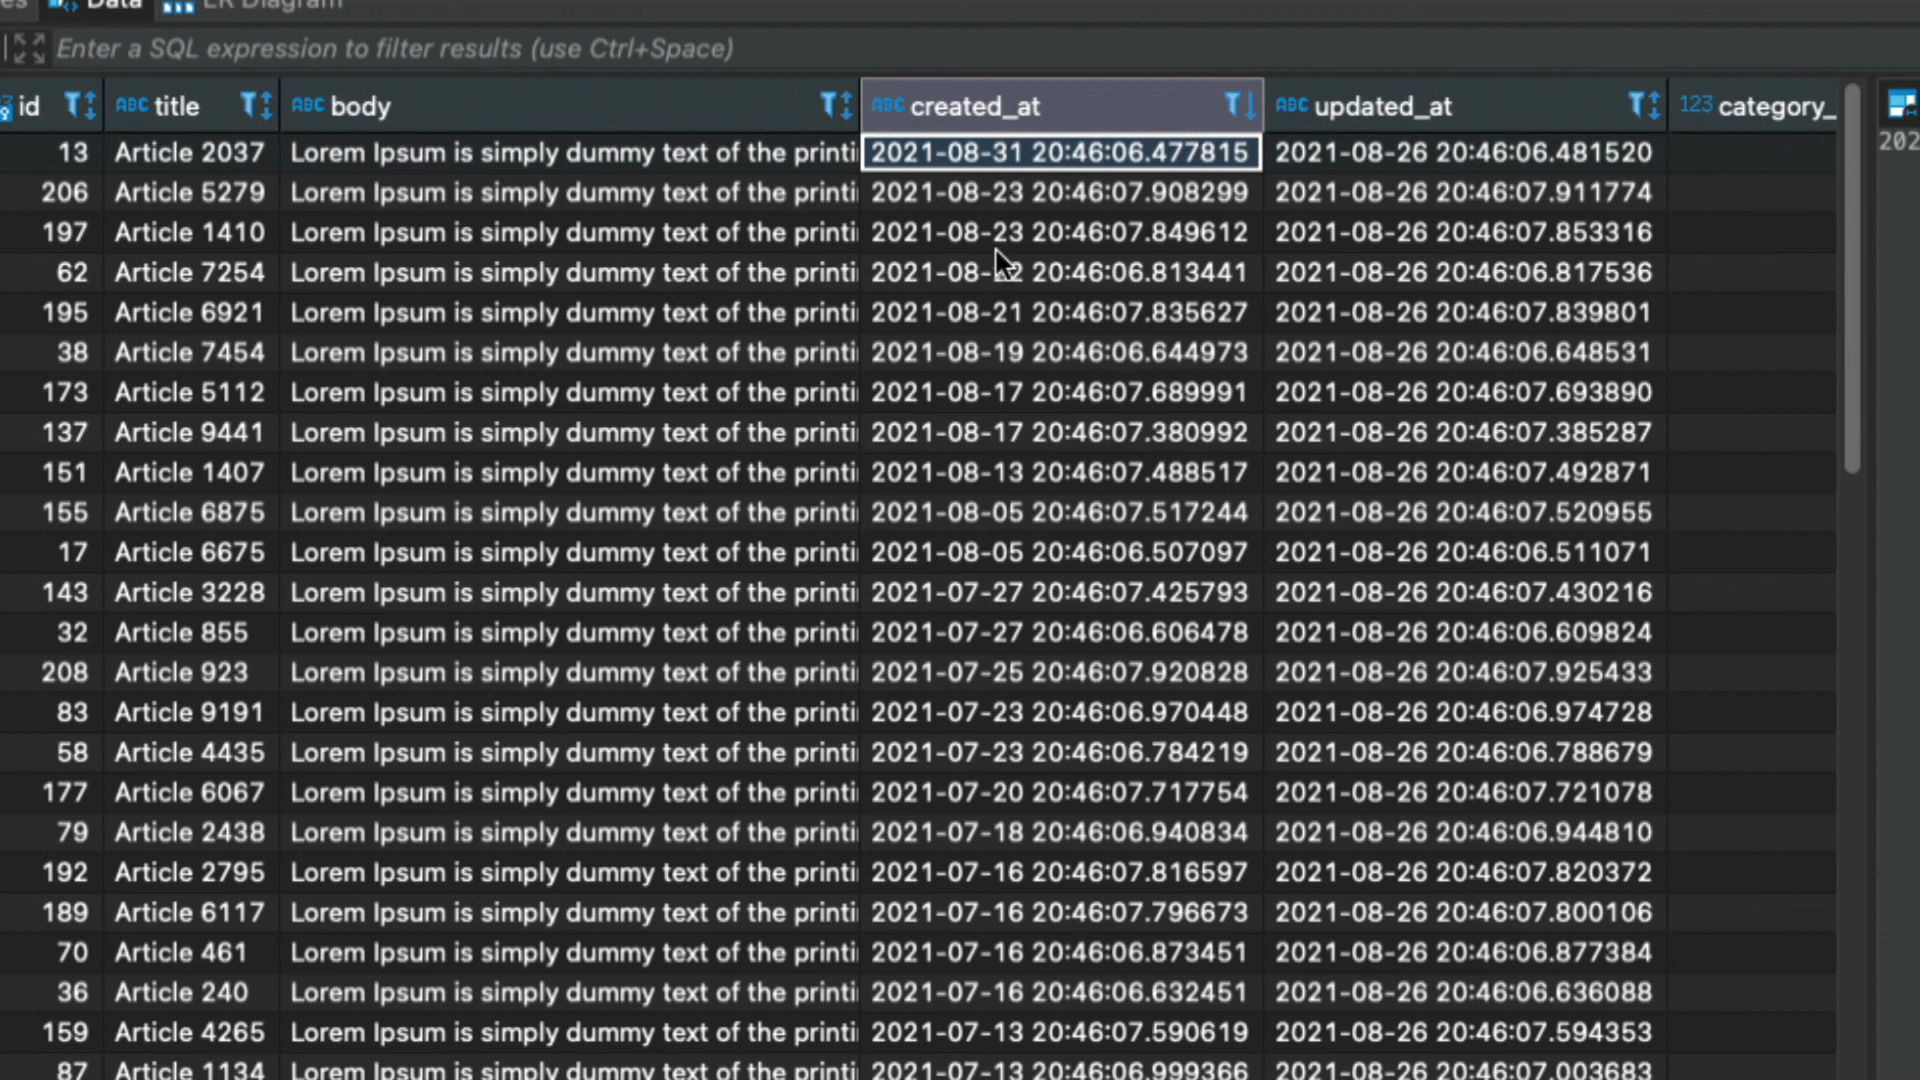 es Data ER Diagram
Enter a SQL expression to filter results (use Ctrl+Space)
id ABC title ABC body ABC created_at ABC updated_at 123 category_
13 Article 2037 Lorem Ipsum is simply dummy text of the printi 2021-08-31 20:46:06.477815 2021-08-26 20:46:06.481520 202
206 Article 5279 Lorem Ipsum is simply dummy text of the printi 2021-08-23 20:46:07.908299 2021-08-26 20:46:07.911774
197 Article 1410 Lorem Ipsum is simply dummy text of the printi 2021-08-23 20:46:07.849612 2021-08-26 20:46:07.853316
62 Article 7254 Lorem Ipsum is simply dummy text of the printi 2021-08-22 20:46:06.813441 2021-08-26 20:46:06.817536
195 Article 6921 Lorem Ipsum is simply dummy text of the printi 2021-08-21 20:46:07.835627 2021-08-26 20:46:07.839801
38 Article 7454 Lorem Ipsum is simply dummy text of the printi 2021-08-19 20:46:06.644973 2021-08-26 20:46:06.648531
173 Article 5112 Lorem Ipsum is simply dummy text of the printi 2021-08-17 20:46:07.689991 2021-08-26 20:46:07.693890
137 Article 9441 Lorem Ipsum is simply dummy text of the printi 2021-08-17 20:46:07.380992 2021-08-26 20:46:07.385287
151 Article 1407 Lorem Ipsum is simply dummy text of the printi 2021-08-13 20:46:07.488517 2021-08-26 20:46:07.492871
155 Article 6875 Lorem Ipsum is simply dummy text of the printi 2021-08-05 20:46:07.517244 2021-08-26 20:46:07.520955
17 Article 6675 Lorem Ipsum is simply dummy text of the printi 2021-08-05 20:46:06.507097 2021-08-26 20:46:06.511071
143 Article 3228 Lorem Ipsum is simply dummy text of the printi 2021-07-27 20:46:07.425793 2021-08-26 20:46:07.430216
32 Article 855 Lorem Ipsum is simply dummy text of the printi 2021-07-27 20:46:06.606478 2021-08-26 20:46:06.609824
208 Article 923 Lorem Ipsum is simply dummy text of the printi 2021-07-25 20:46:07.920828 2021-08-26 20:46:07.925433
83 Article 9191 Lorem Ipsum is simply dummy text of the printi 2021-07-23 20:46:06.970448 2021-08-26 20:46:06.974728
58 Article 4435 Lorem Ipsum is simply dummy text of the printi 2021-07-23 20:46:06.784219 2021-08-26 20:46:06.788679
177 Article 6067 Lorem Ipsum is simply dummy text of the printi 2021-07-20 20:46:07.717754 2021-08-26 20:46:07.721078
79 Article 2438 Lorem Ipsum is simply dummy text of the printi 2021-07-18 20:46:06.940834 2021-08-26 20:46:06.944810
192 Article 2795 Lorem Ipsum is simply dummy text of the printi 2021-07-16 20:46:07.816597 2021-08-26 20:46:07.820372
189 Article 6117 Lorem Ipsum is simply dummy text of the printi 2021-07-16 20:46:07.796673 2021-08-26 20:46:07.800106
70 Article 461 Lorem Ipsum is simply dummy text of the printi 2021-07-16 20:46:06.873451 2021-08-26 20:46:06.877384
36 Article 240 Lorem Ipsum is simply dummy text of the printi 2021-07-16 20:46:06.632451 2021-08-26 20:46:06.636088
159 Article 4265 Lorem Ipsum is simply dummy text of the printi 2021-07-13 20:46:07.590619 2021-08-26 20:46:07.594353
87 Article 1134 Lorem Ipsum is simply dummy text of the printi 2021-07-13 20:46:06.999366 2021-08-26 20:46:07.003683